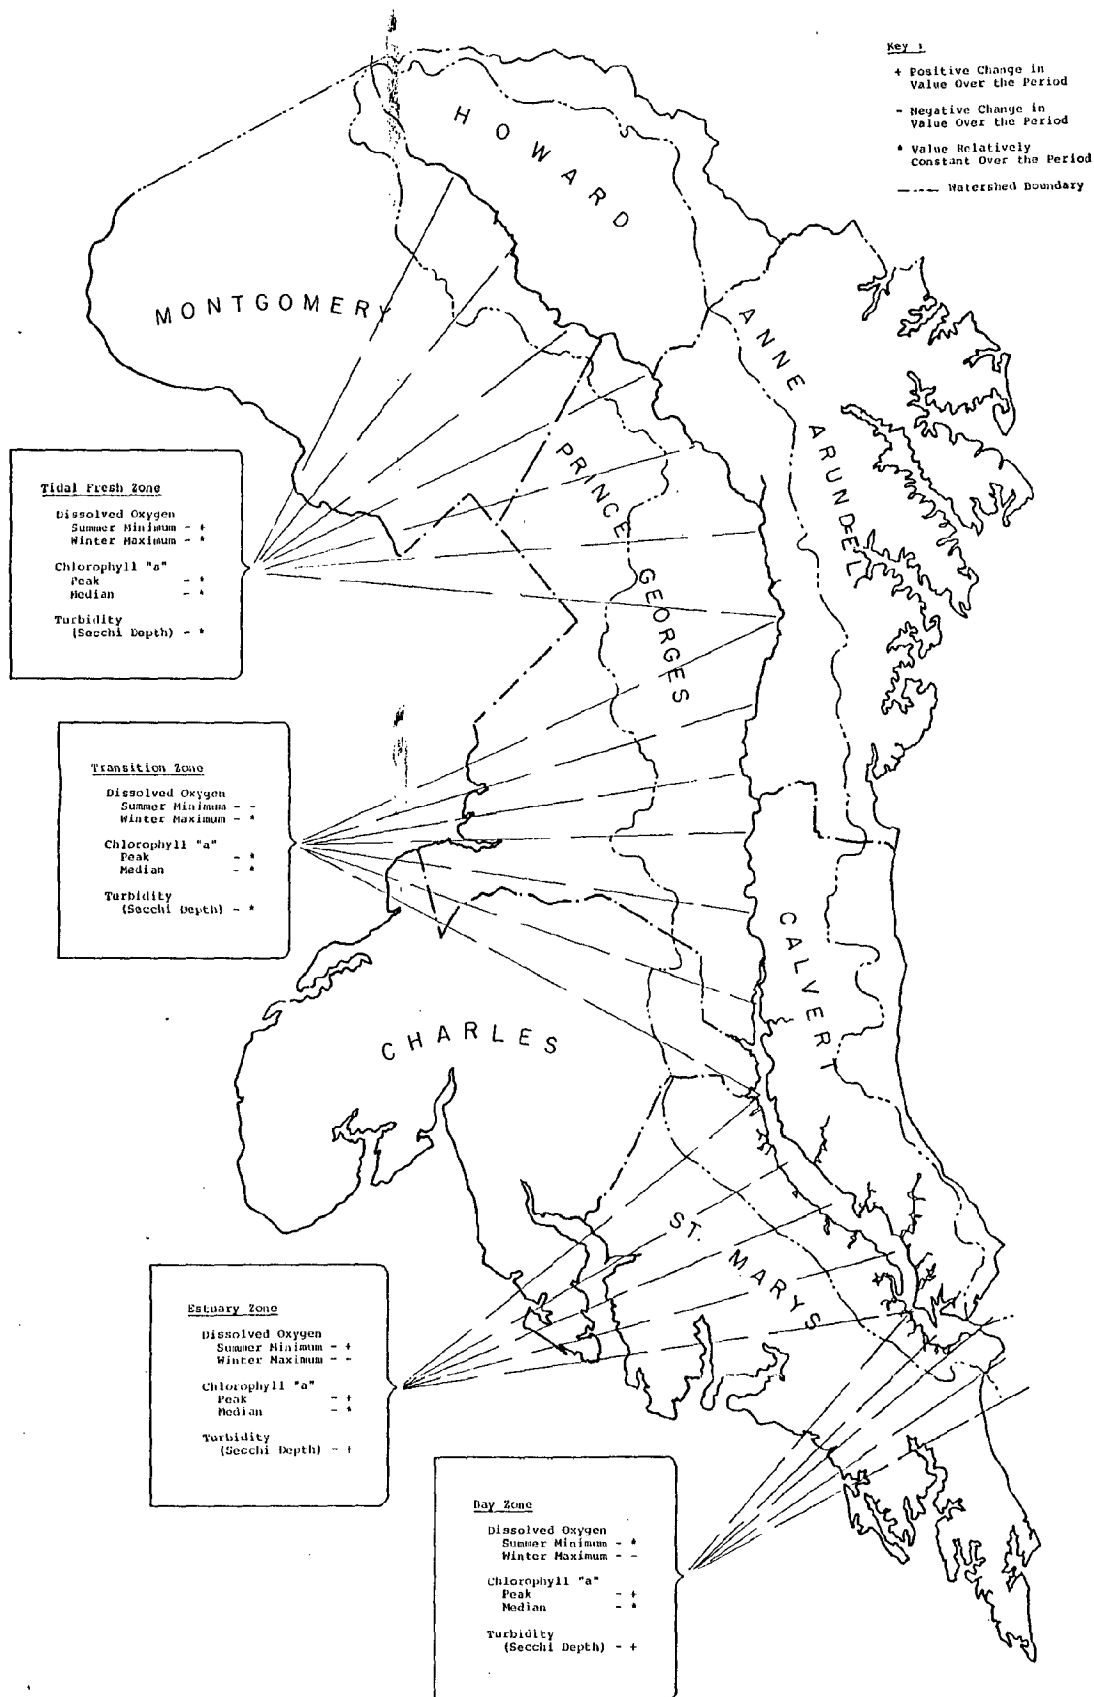 Key :
+ Positive Change in
Value Over the Period
- Negative Change in
Value Over the Period
* Value Relatively
Constant Over the Period
Watershed Boundary
HOWARD
MONTGOMERY
ANNE ARUNDEL
PRINCE GEORGES
CALVERT
CHARLES
ST. MARYS
Tidal Fresh Zone
Dissolved Oxygen
Summer Minimum - +
Winter Maximum - *
Chlorophyll "a"
Peak - *
Median - *
Turbidity
(Secchi Depth) - *
Transition Zone
Dissolved Oxygen
Summer Minimum - -
Winter Maximum - *
Chlorophyll "a"
Peak - *
Median - *
Turbidity
(Secchi Depth) - *
Estuary Zone
Dissolved Oxygen
Summer Minimum - +
Winter Maximum - -
Chlorophyll "a"
Peak - +
Median - *
Turbidity
(Secchi Depth) - +
Day Zone
Dissolved Oxygen
Summer Minimum - *
Winter Maximum - -
Chlorophyll "a"
Peak - +
Median - *
Turbidity
(Secchi Depth) - +